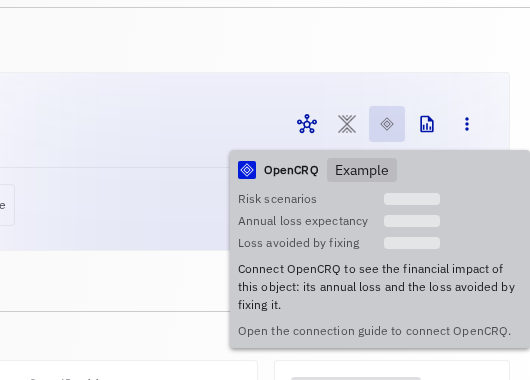 OpenCRQ Example
e
Risk scenarios
Annual loss expectancy
Loss avoided by fixing
Connect OpenCRQ to see the financial impact of
this object: its annual loss and the loss avoided by
fixing it.
Open the connection guide to connect OpenCRQ.